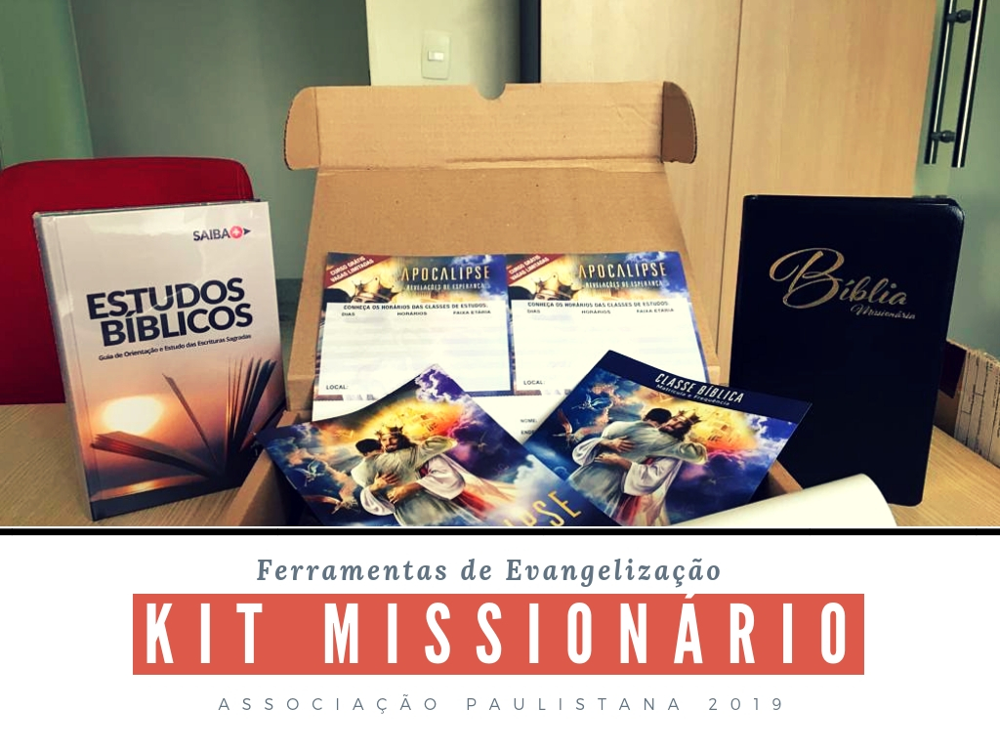 SAIBA+
ESTUDOS
BÍBLICOS
Guia de Orientação e Estudo das Escrituras Sagradas
CURSO GRÁTIS
VAGAS LIMITADAS
APOCALIPSE
REVELAÇÕES DE ESPERANÇA
CONHEÇA OS HORÁRIOS DAS CLASSES DE ESTUDOS:
DIAS HORÁRIOS FAIXA ETÁRIA
LOCAL:
CURSO GRÁTIS
VAGAS LIMITADAS
APOCALIPSE
REVELAÇÕES DE ESPERANÇA
CONHEÇA OS HORÁRIOS DAS CLASSES DE ESTUDOS:
DIAS HORÁRIOS FAIXA ETÁRIA
LOCAL:
NOME:
CLASSE BÍBLICA
Matrícula e Frequência
Bíblia
Missionária
Ferramentas de Evangelização
KIT MISSIONÁRIO
ASSOCIAÇÃO PAULISTANA 2019